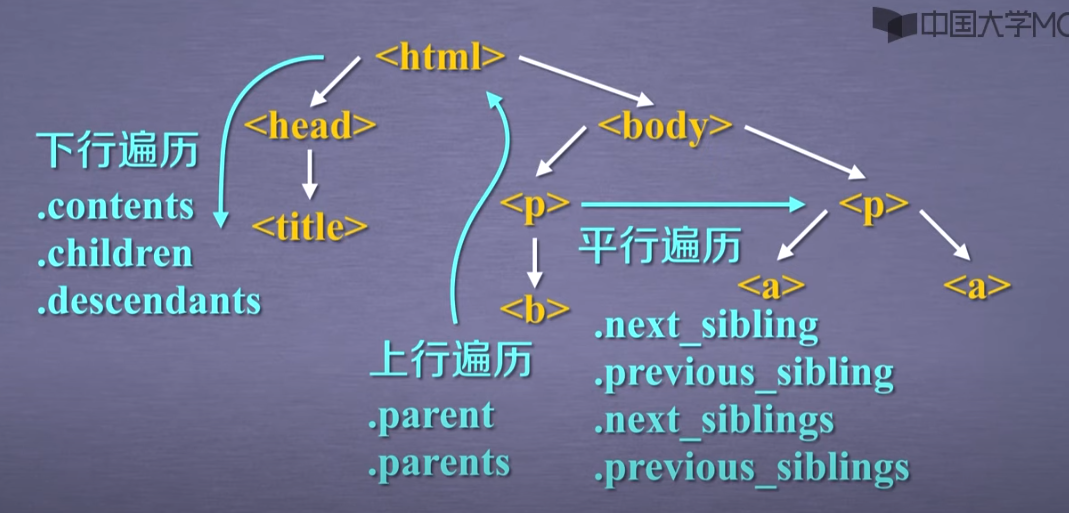 中国大学MO
<html>
<head>
<body>
下行遍历
.contents
.children
.descendants
<title>
<p>
<p>
平行遍历
<b>
<a>
<a>
上行遍历
.parent
.parents
.next_sibling
.previous_sibling
.next_siblings
.previous_siblings